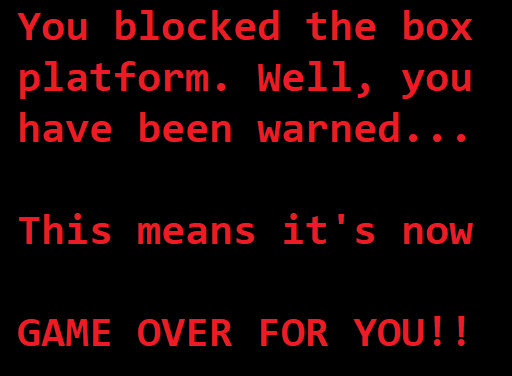 You blocked the box
platform. Well, you
have been warned...
This means it's now
GAME OVER FOR YOU!!